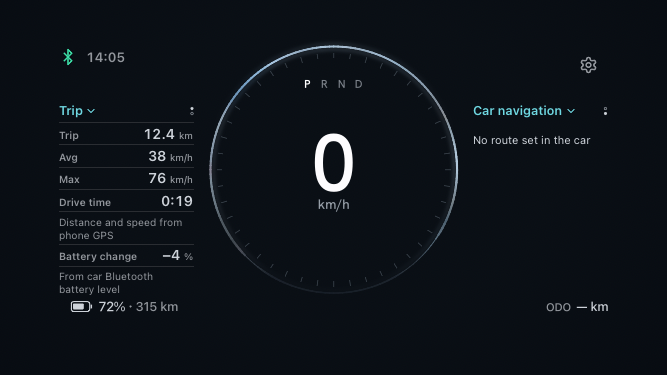 14:05
P R N D
Trip
Trip 12.4 km
Avg 38 km/h
Max 76 km/h
Drive time 0:19
Distance and speed from
phone GPS
Battery change −4 %
From car Bluetooth
battery level
72% · 315 km
0
km/h
Car navigation
No route set in the car
ODO — km